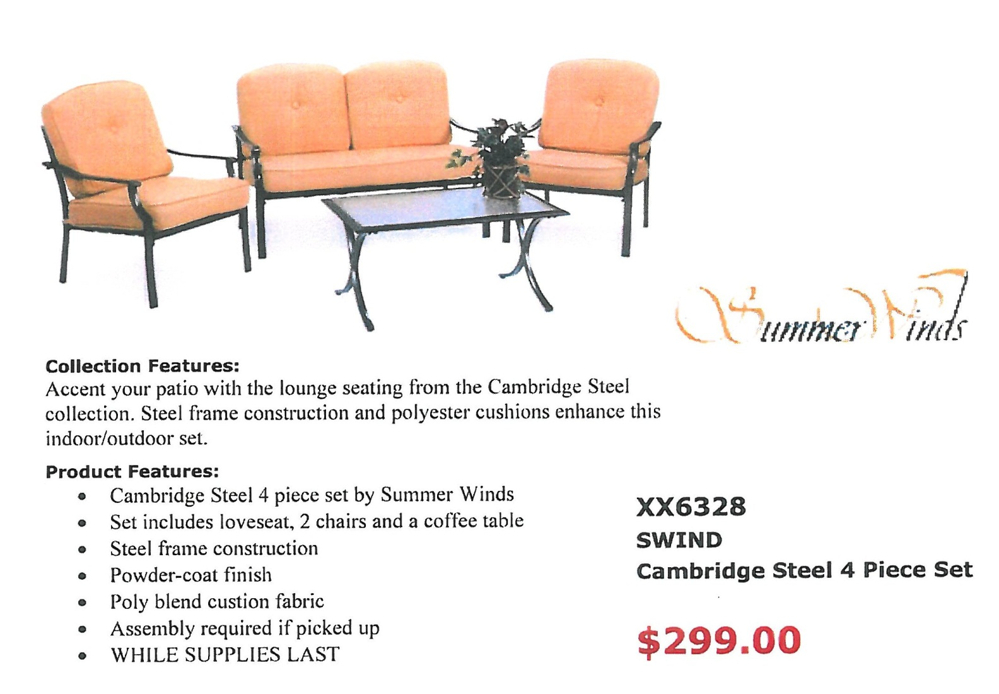 Summer Winds
Collection Features:
Accent your patio with the lounge seating from the Cambridge Steel
collection. Steel frame construction and polyester cushions enhance this
indoor/outdoor set.
Product Features:
• Cambridge Steel 4 piece set by Summer Winds
• Set includes loveseat, 2 chairs and a coffee table
• Steel frame construction
• Powder-coat finish
• Poly blend custion fabric
• Assembly required if picked up
• WHILE SUPPLIES LAST
XX6328
SWIND
Cambridge Steel 4 Piece Set
$299.00